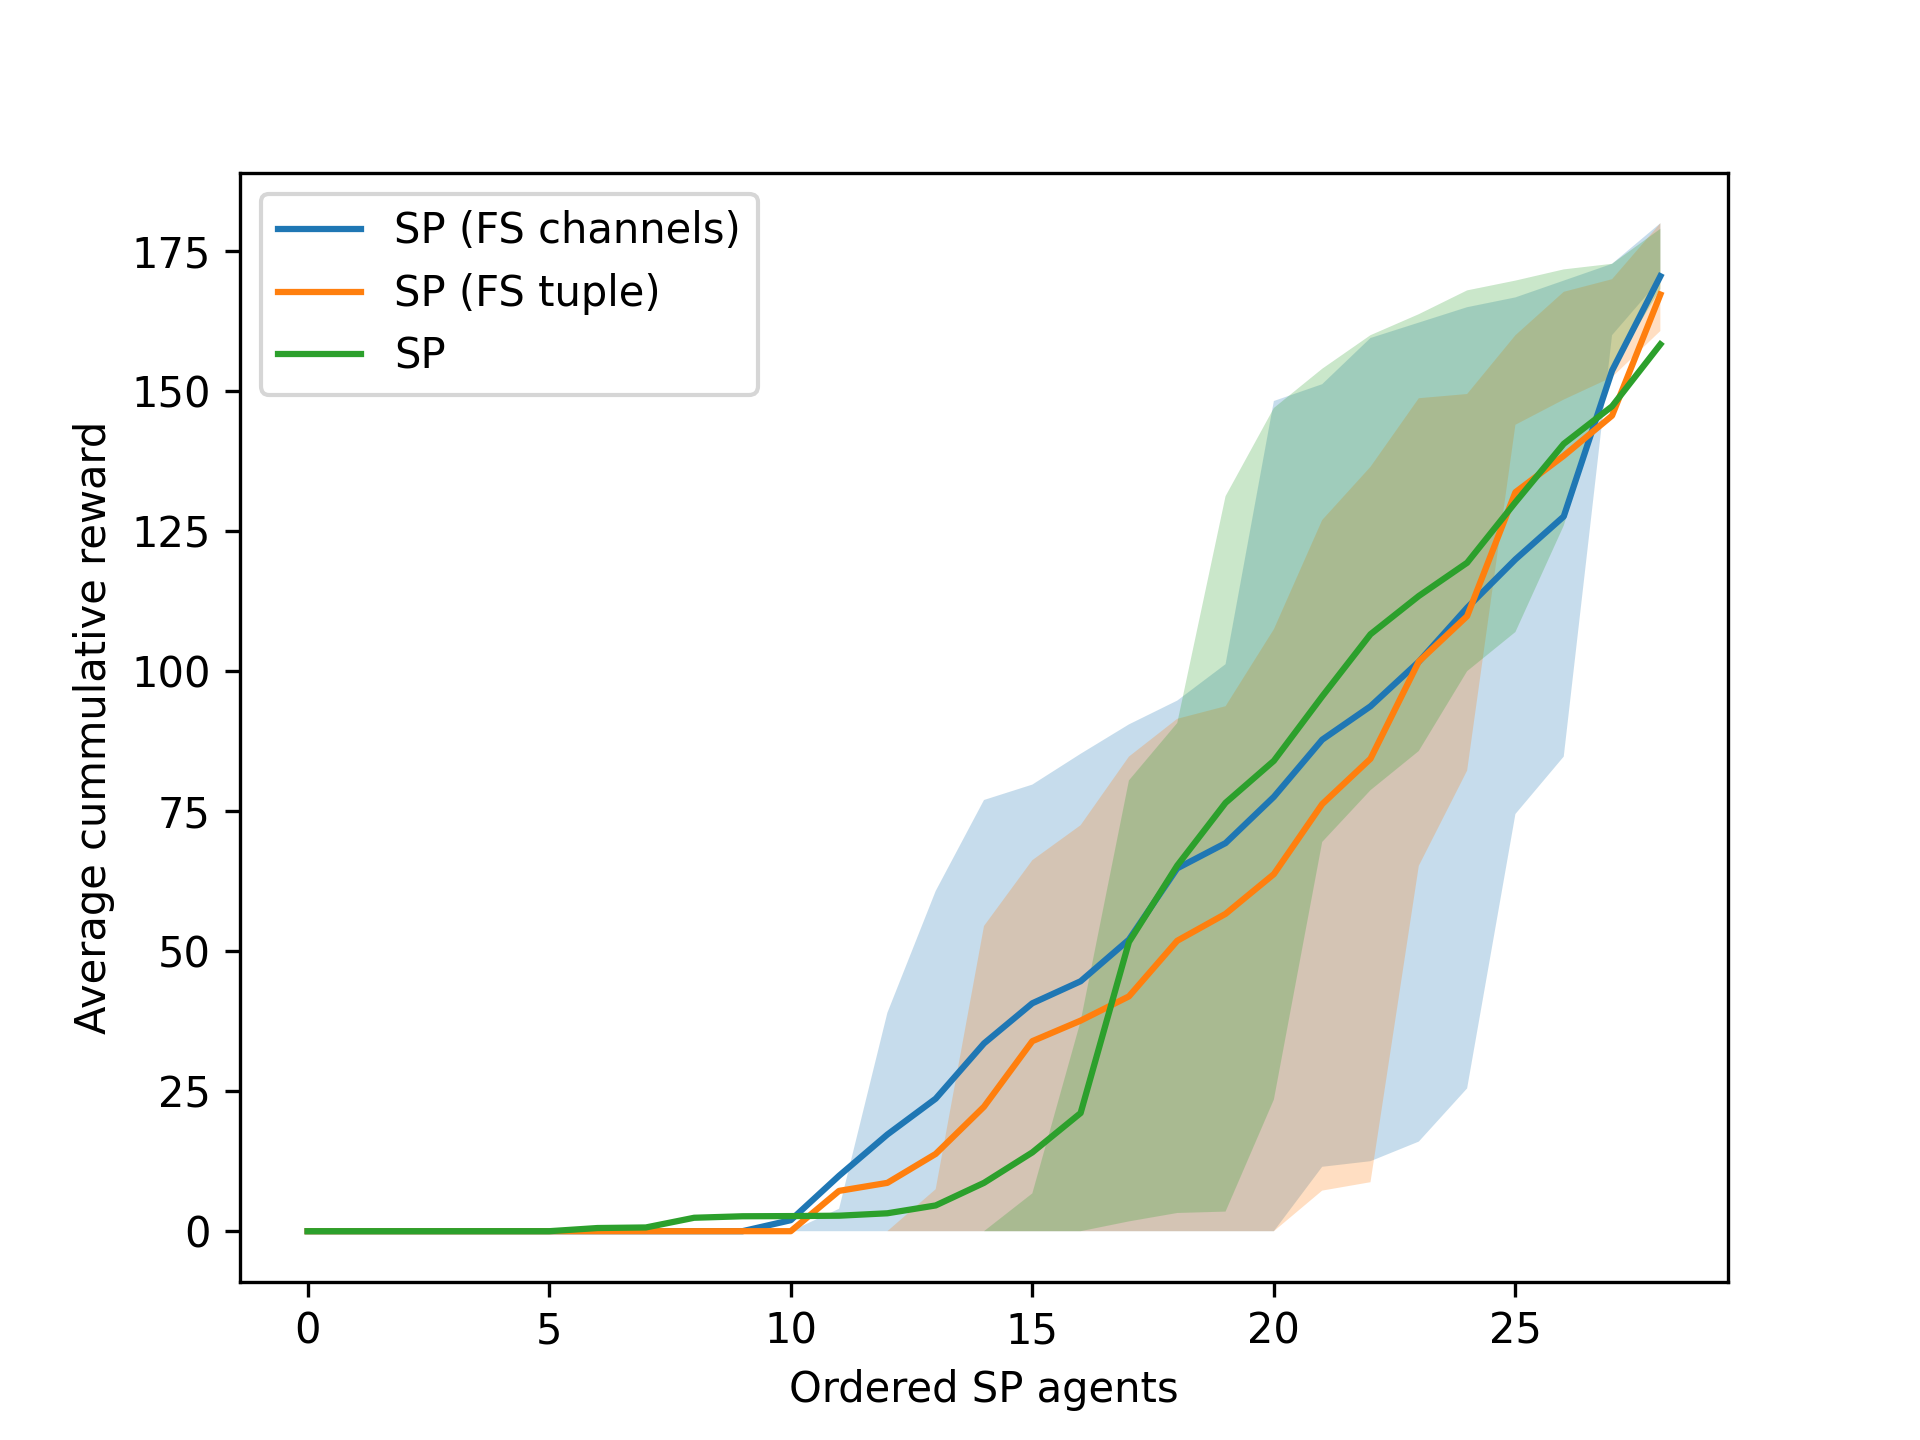 SP (FS channels)
SP (FS tuple)
SP
Average cummulative reward
175
150
125
100
75
50
25
0
0 5 10 15 20 25
Ordered SP agents